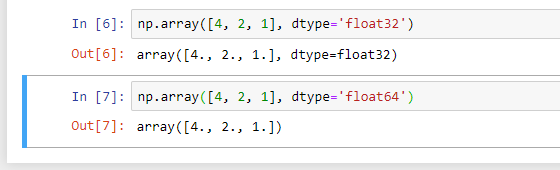 In [6]: np.array([4, 2, 1], dtype='float32')
Out[6]: array([4., 2., 1.], dtype=float32)
In [7]: np.array([4, 2, 1], dtype='float64')
Out[7]: array([4., 2., 1.])